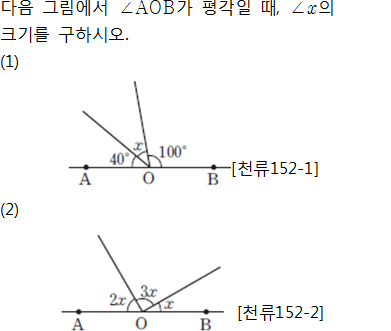 다음 그림에서 ∠AOB가 평각일 때, ∠x의
크기를 구하시오.
(1)
x
40° 100°
A O B [천류152-1]
(2)
2x 3x x
A O B [천류152-2]